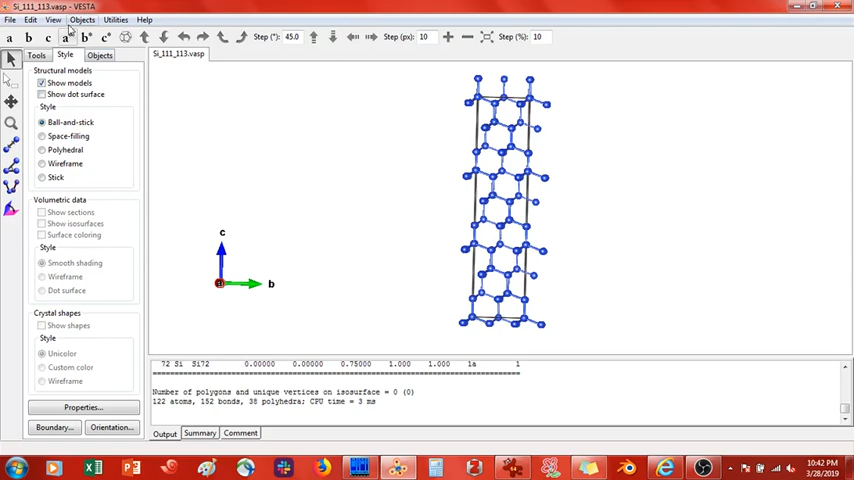 Si_111_113.vasp - VESTA
File Edit View Objects Utilities Help
a b c a* b* c* Step (°): 45.0 Step (px): 10 Step (%): 10
Tools Style Objects
Si_111_113.vasp
Structural models
Show models
Show dot surface
Style
Ball-and-stick
Space-filling
Polyhedral
Wireframe
Stick
Volumetric data
Show sections
Show isosurfaces
Surface coloring
Style
Smooth shading
Wireframe
Dot surface
Crystal shapes
Show shapes
Style
Unicolor
Custom color
Wireframe
Properties...
Boundary... Orientation...
c
a b
72 Si Si72 0.00000 0.00000 0.75000 1.000 1.000 1a 1
Number of polygons and unique vertices on isosurface = 0 (0)
122 atoms, 152 bonds, 38 polyhedra; CPU time = 3 ms
Output Summary Comment
10:42 PM
3/28/2019